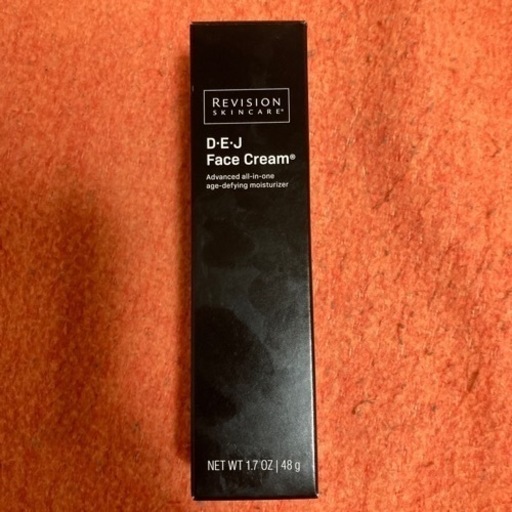 REVISION
SKINCARE®
D·E·J
Face Cream®
Advanced all-in-one
age-defying moisturizer
NET WT 1.7 OZ | 48 g